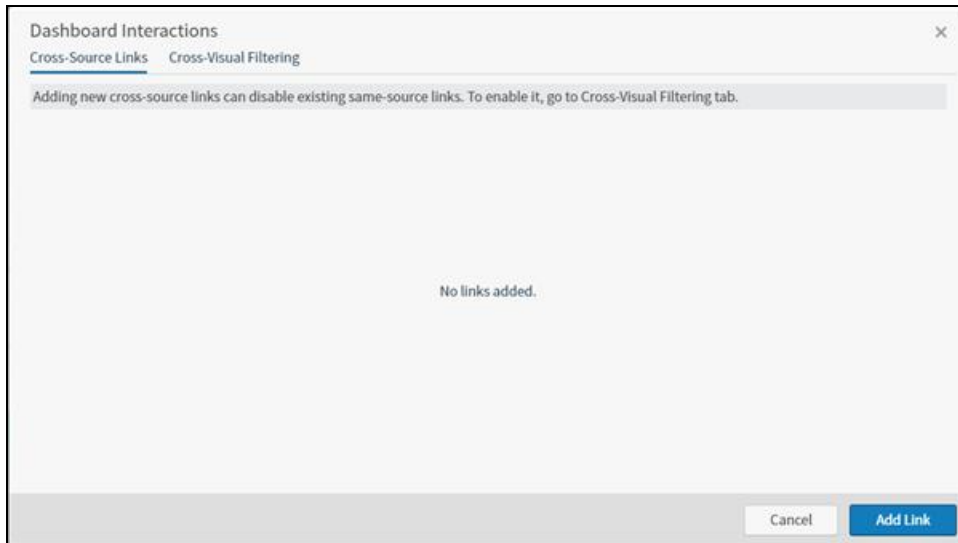 Dashboard Interactions
Cross-Source Links Cross-Visual Filtering
Adding new cross-source links can disable existing same-source links. To enable it, go to Cross-Visual Filtering tab.
No links added.
Cancel Add Link